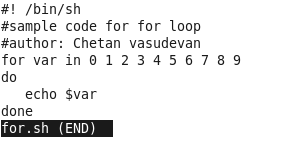 #! /bin/sh
#sample code for for loop
#author: Chetan vasudevan
for var in 0 1 2 3 4 5 6 7 8 9
do
   echo $var
done
for.sh (END)